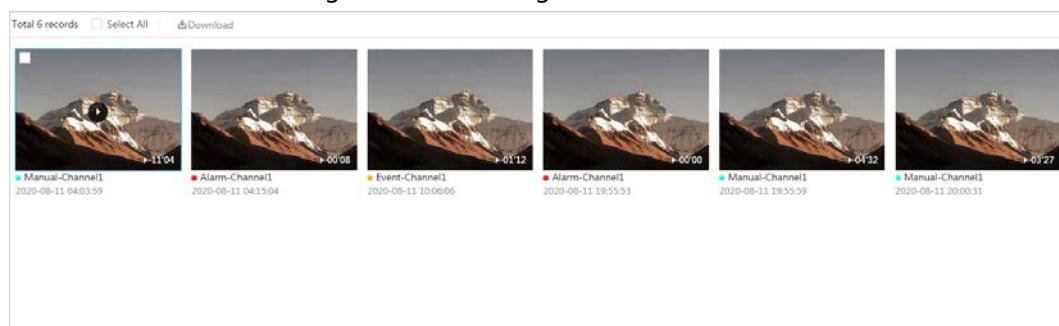 Total 6 records Select All Download
11:04 00:08 01:12 00:00 04:32 03:27
Manual-Channel1 Alarm-Channel1 Event-Channel1 Alarm-Channel1 Manual-Channel1 Manual-Channel1
2020-08-11 04:03:59 2020-08-11 04:15:04 2020-08-11 10:06:06 2020-08-11 19:55:53 2020-08-11 19:55:59 2020-08-11 20:00:31